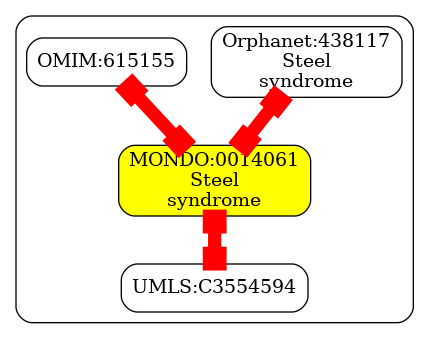 OMIM:615155
Orphanet:438117
Steel
syndrome
MONDO:0014061
Steel
syndrome
UMLS:C3554594